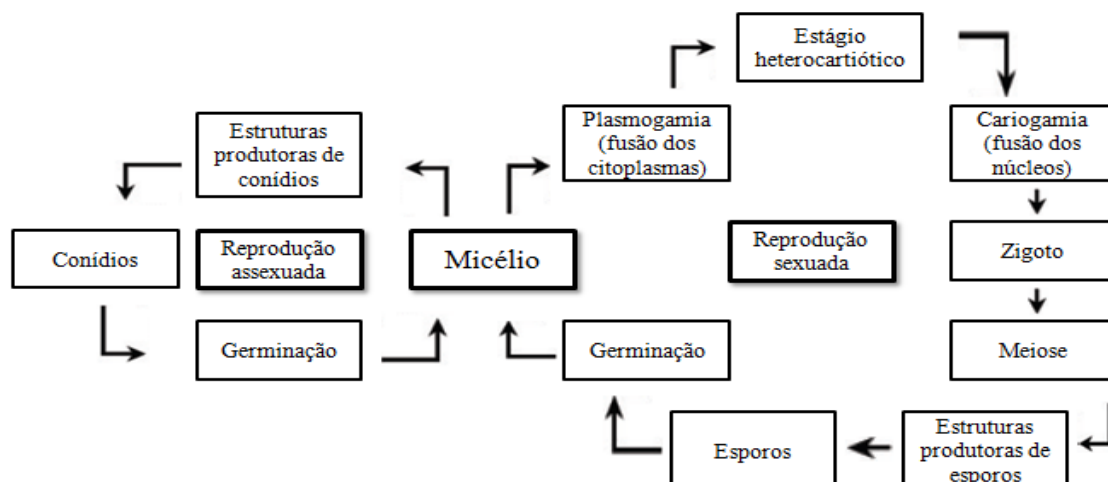 Estágio
heterocartiótico
Plasmogamia
(fusão dos
citoplasmas)
Cariogamia
(fusão dos
núcleos)
Estruturas
produtoras de
conídios
Conídios
Reprodução
assexuada
Micélio
Reprodução
sexuada
Zigoto
Germinação
Germinação
Meiose
Esporos
Estruturas
produtoras de
esporos